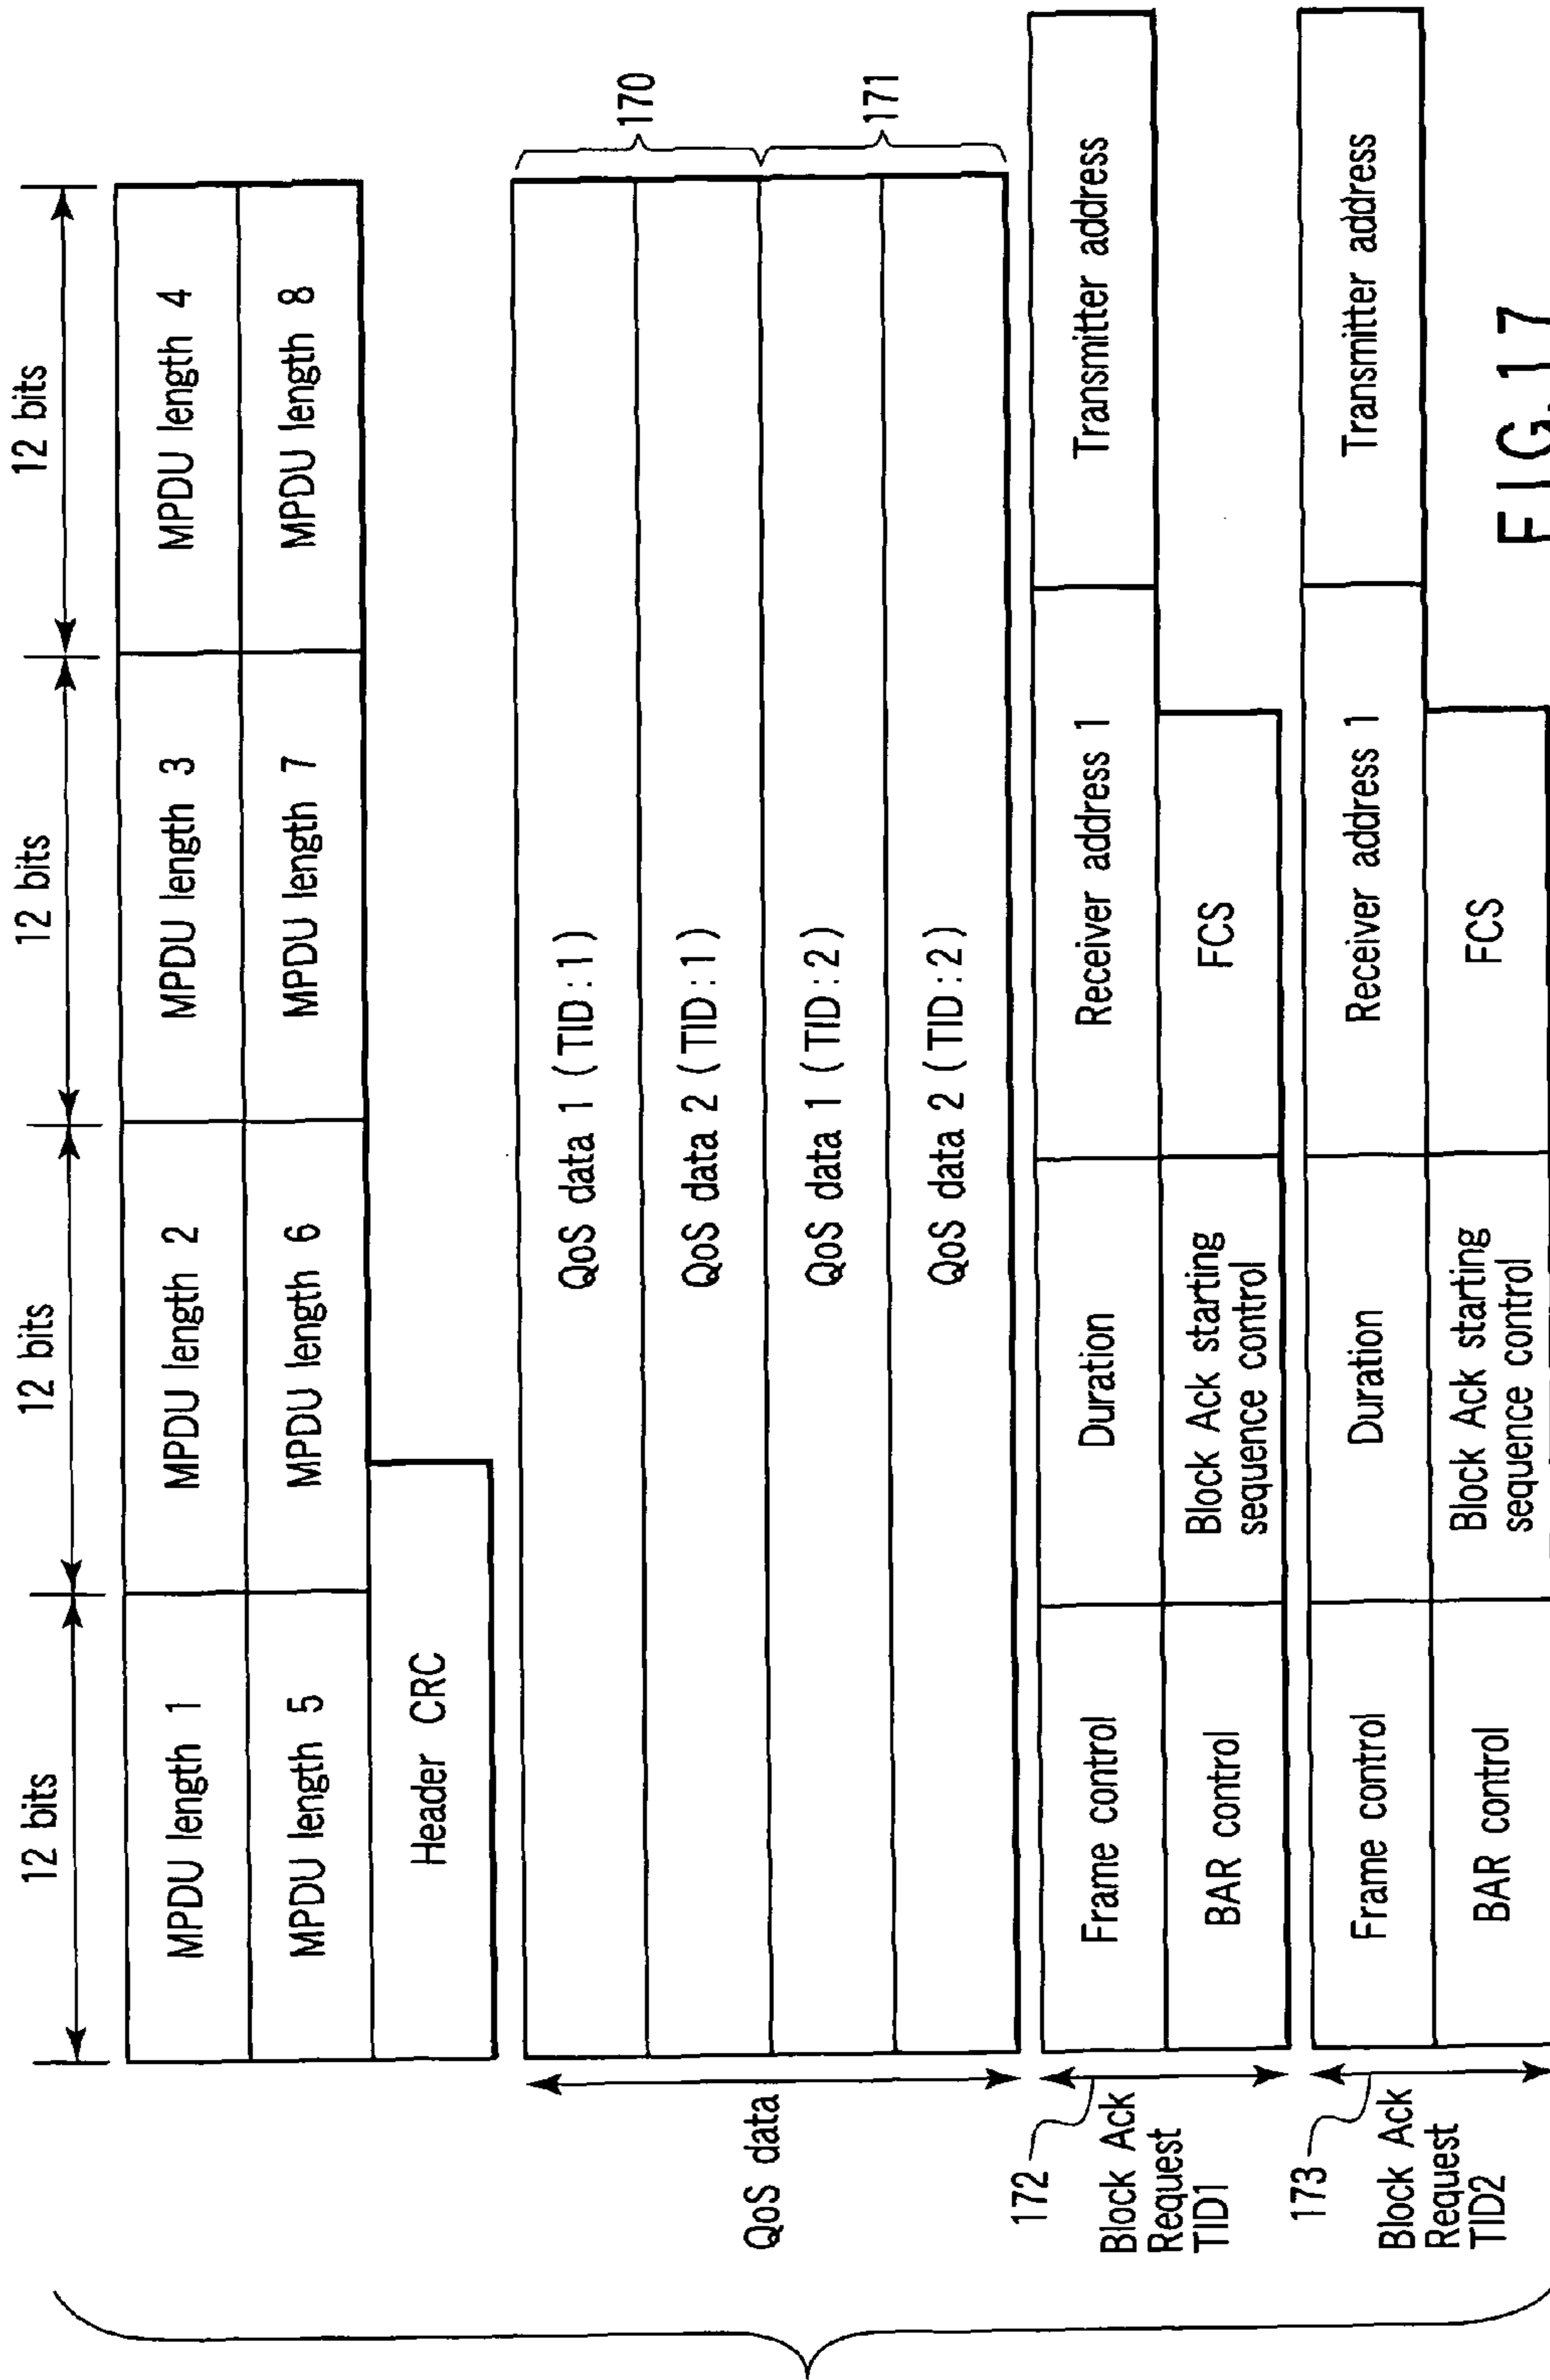 12 bits 12 bits 12 bits 12 bits
MPDU length 1 MPDU length 2 MPDU length 3 MPDU length 4
MPDU length 5 MPDU length 6 MPDU length 7 MPDU length 8
Header CRC
QoS data
QoS data 1 (TID:1)
QoS data 2 (TID:1)
170
QoS data 1 (TID:2)
QoS data 2 (TID:2)
171
172
Block Ack
Request
TID1
Frame control Duration Receiver address 1 Transmitter address
BAR control Block Ack starting
sequence control FCS
173
Block Ack
Request
TID2
Frame control Duration Receiver address 1 Transmitter address
BAR control Block Ack starting
sequence control FCS
FIG.17